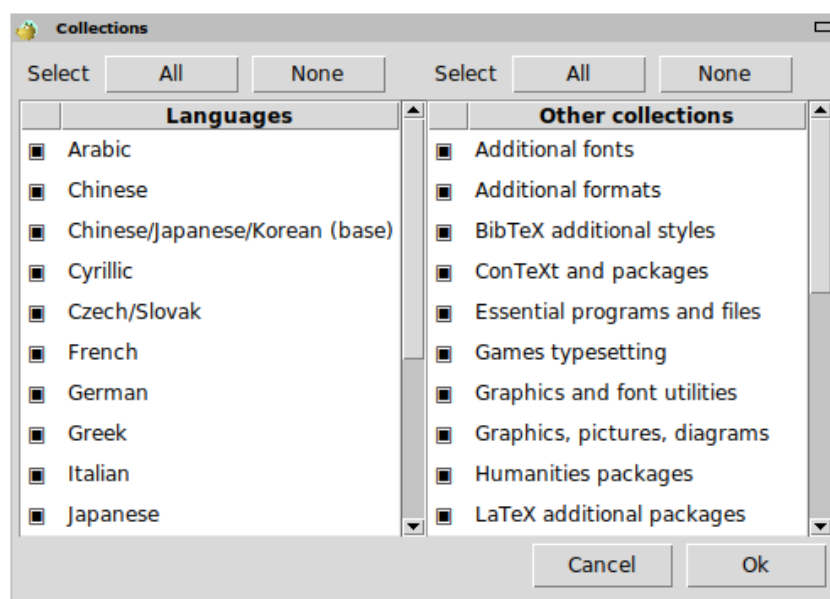 Collections
Select All None Select All None
Languages
Arabic
Chinese
Chinese/Japanese/Korean (base)
Cyrillic
Czech/Slovak
French
German
Greek
Italian
Japanese
Other collections
Additional fonts
Additional formats
BibTeX additional styles
ConTeXt and packages
Essential programs and files
Games typesetting
Graphics and font utilities
Graphics, pictures, diagrams
Humanities packages
LaTeX additional packages
Cancel Ok